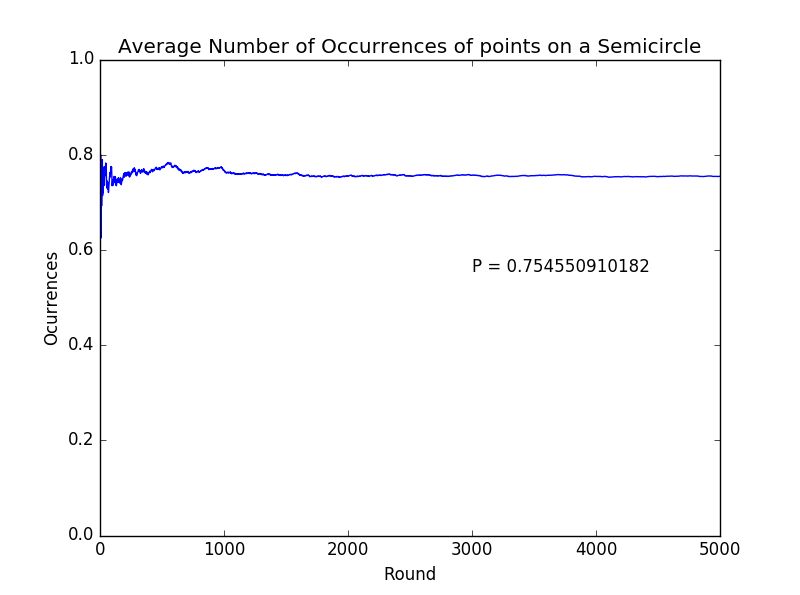 Average Number of Occurrences of points on a Semicircle
1.0
0.8
0.6
0.4
0.2
0.0
Ocurrences
P = 0.754550910182
0 1000 2000 3000 4000 5000
Round